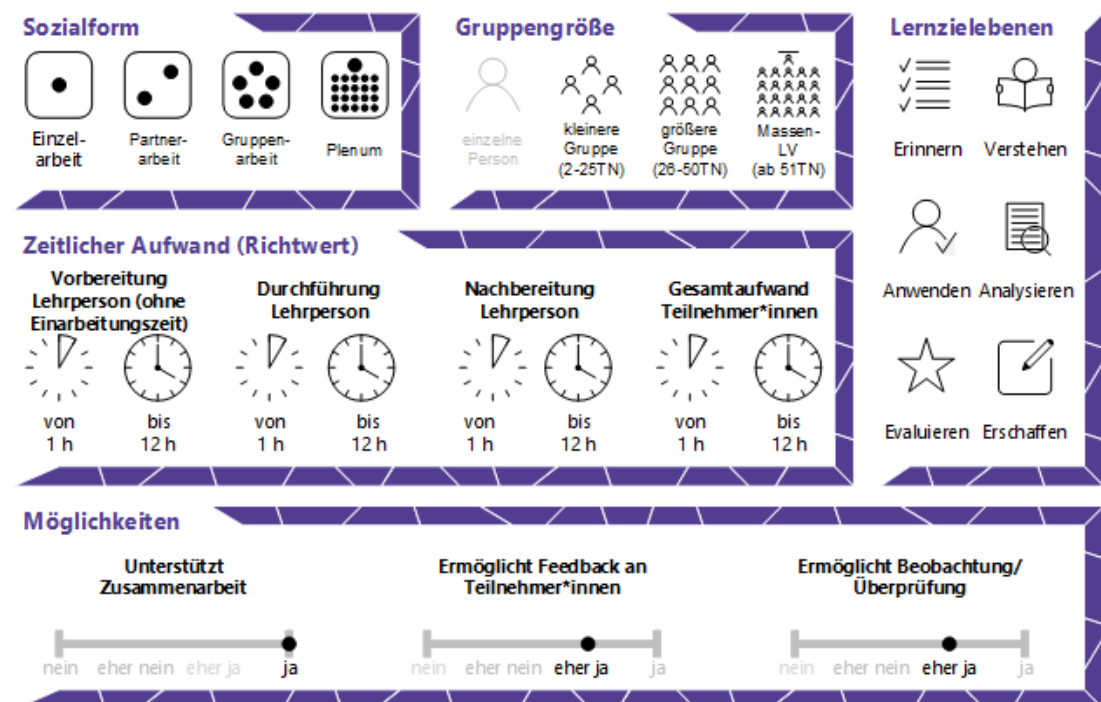 Sozialform
Einzel-
arbeit
Partner-
arbeit
Gruppen-
arbeit
Plenum
Gruppengröße
einzelne
Person
kleinere
Gruppe
(2-25TN)
größere
Gruppe
(26-50TN)
Massen-
LV
(ab 51TN)
Lernzielebenen
Erinnern Verstehen
Anwenden Analysieren
Evaluieren Erschaffen
Zeitlicher Aufwand (Richtwert)
Vorbereitung
Lehrperson (ohne
Einarbeitungszeit)
von
1 h
bis
12 h
Durchführung
Lehrperson
von
1 h
bis
12 h
Nachbereitung
Lehrperson
von
1 h
bis
12 h
Gesamtaufwand
Teilnehmer*innen
von
1 h
bis
12 h
Möglichkeiten
Unterstützt
Zusammenarbeit
nein eher nein eher ja ja
Ermöglicht Feedback an
Teilnehmer*innen
nein eher nein eher ja ja
Ermöglicht Beobachtung/
Überprüfung
nein eher nein eher ja ja